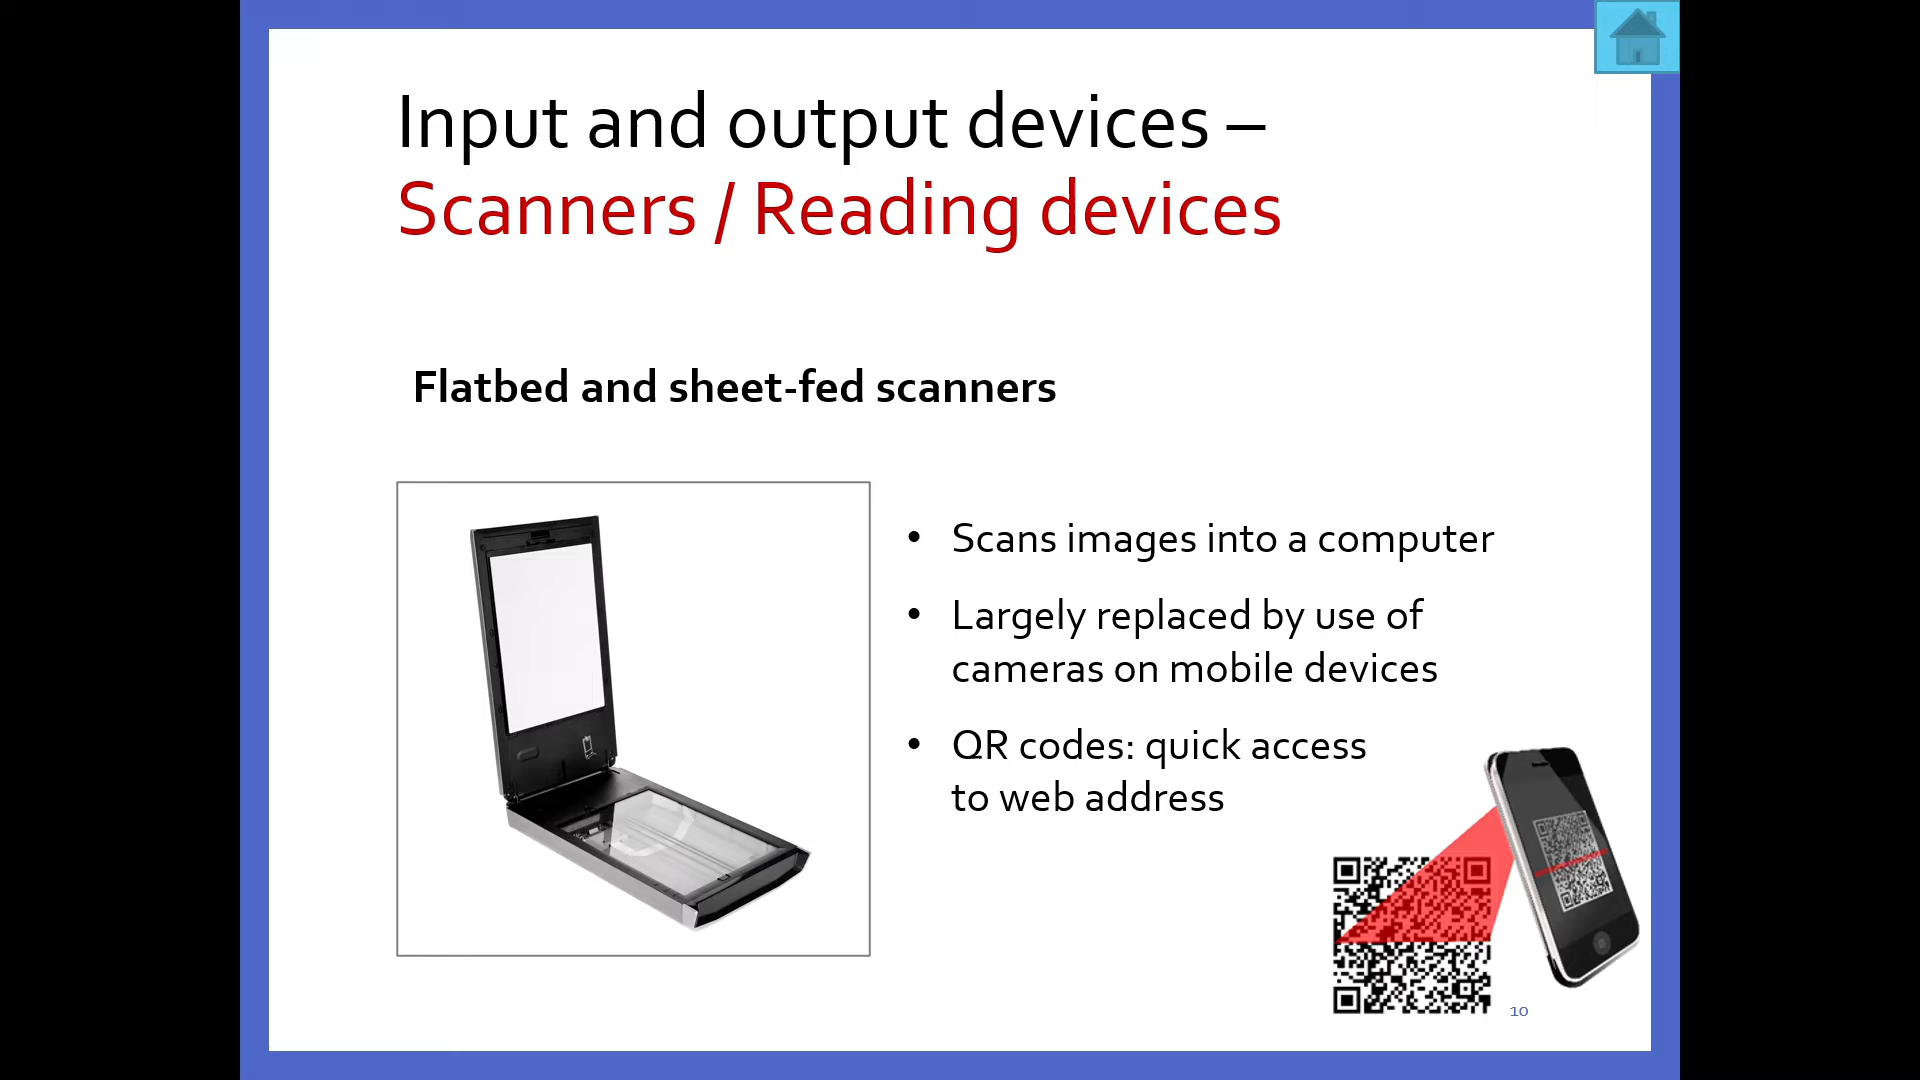 Input and output devices –
Scanners / Reading devices
Flatbed and sheet-fed scanners
• Scans images into a computer
• Largely replaced by use of
cameras on mobile devices
• QR codes: quick access
to web address
10